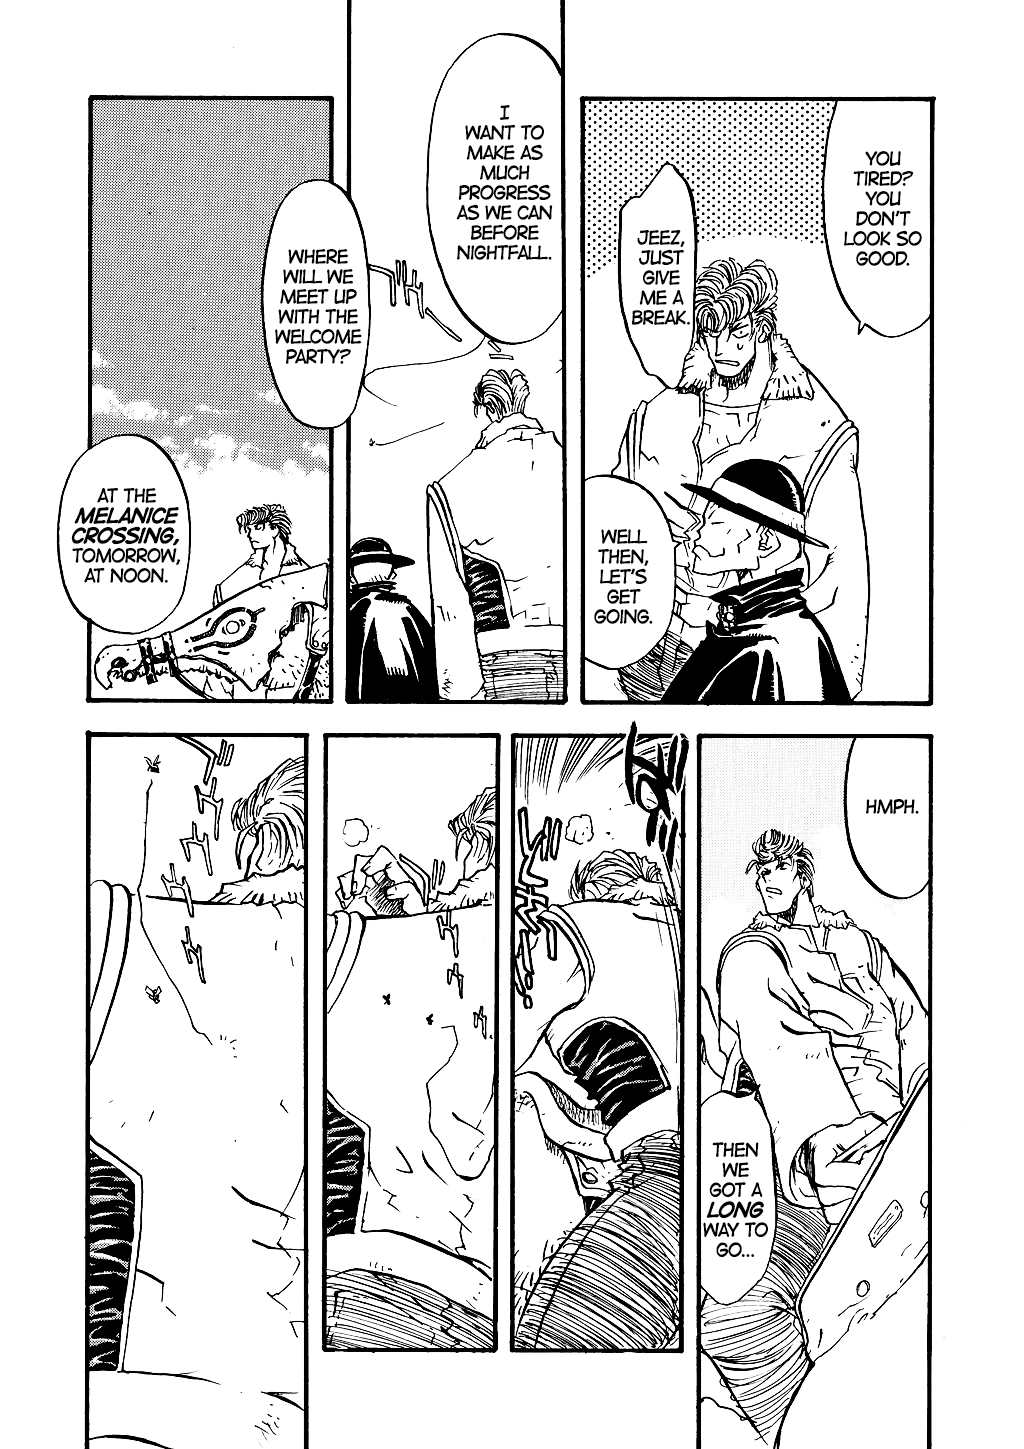 YOU
TIRED?
YOU
DON'T
LOOK SO
GOOD.
JEEZ,
JUST
GIVE
ME A
BREAK.
WELL
THEN,
LET'S
GET
GOING.
I
WANT TO
MAKE AS
MUCH
PROGRESS
AS WE CAN
BEFORE
NIGHTFALL.
WHERE
WILL WE
MEET UP
WITH THE
WELCOME
PARTY?
AT THE
MELANICE
CROSSING,
TOMORROW,
AT NOON.
HMPH.
THEN
WE
GOT A
LONG
WAY TO
GO...